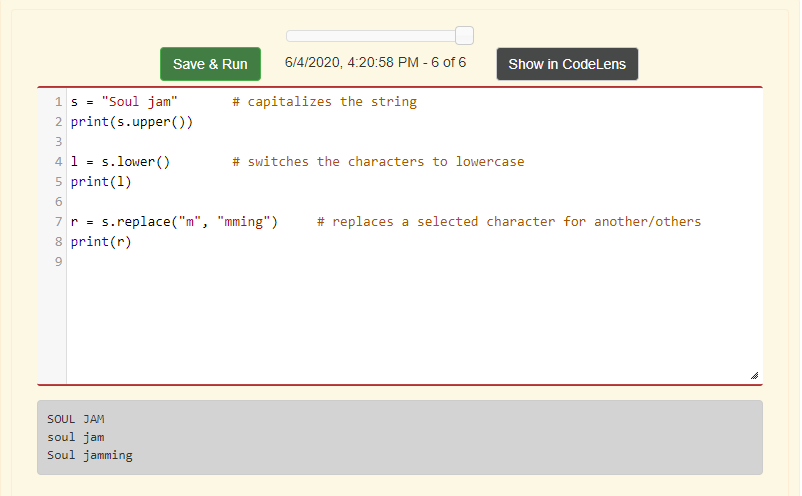 Save & Run 6/4/2020, 4:20:58 PM - 6 of 6 Show in CodeLens
1 s = "Soul jam"       # capitalizes the string
2 print(s.upper())
3
4 l = s.lower()        # switches the characters to lowercase
5 print(l)
6
7 r = s.replace("m", "mming")     # replaces a selected character for another/others
8 print(r)
9
SOUL JAM
soul jam
Soul jamming